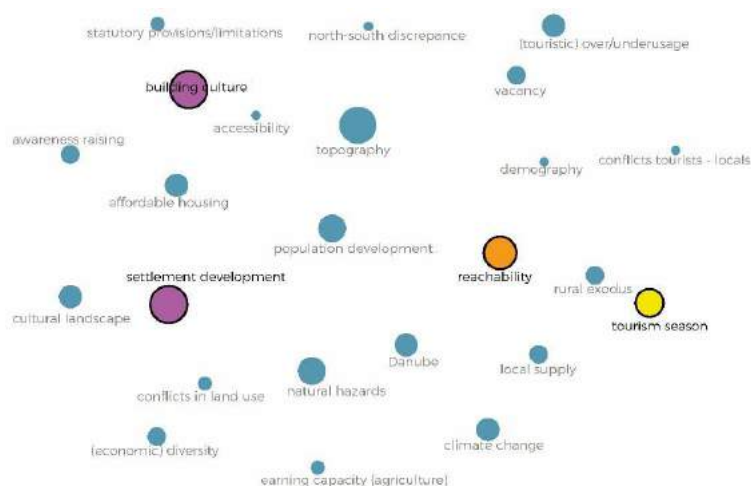 statutory provisions/limitations
north-south discrepance
(touristic) over/underusage
building culture
vacancy
accessibility
awareness raising
topography
demography
conflicts tourists - locals
affordable housing
population development
settlement development
reachability
rural exodus
cultural landscape
tourism season
Danube
local supply
conflicts in land use
natural hazards
climate change
(economic) diversity
earning capacity (agriculture)